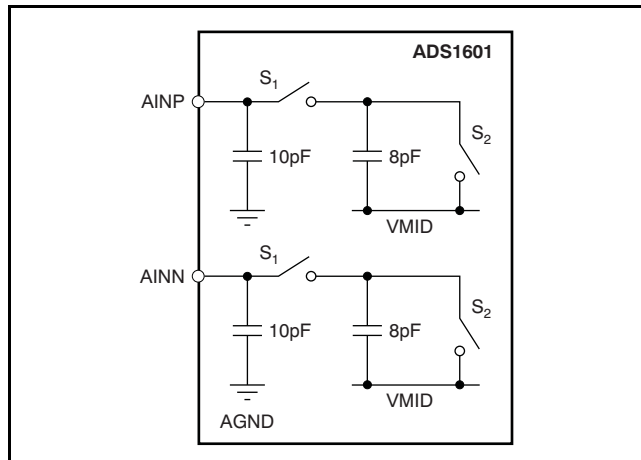 ADS1601
S1
AINP
S2
10pF
8pF
VMID
S1
AINN
S2
10pF
8pF
VMID
AGND